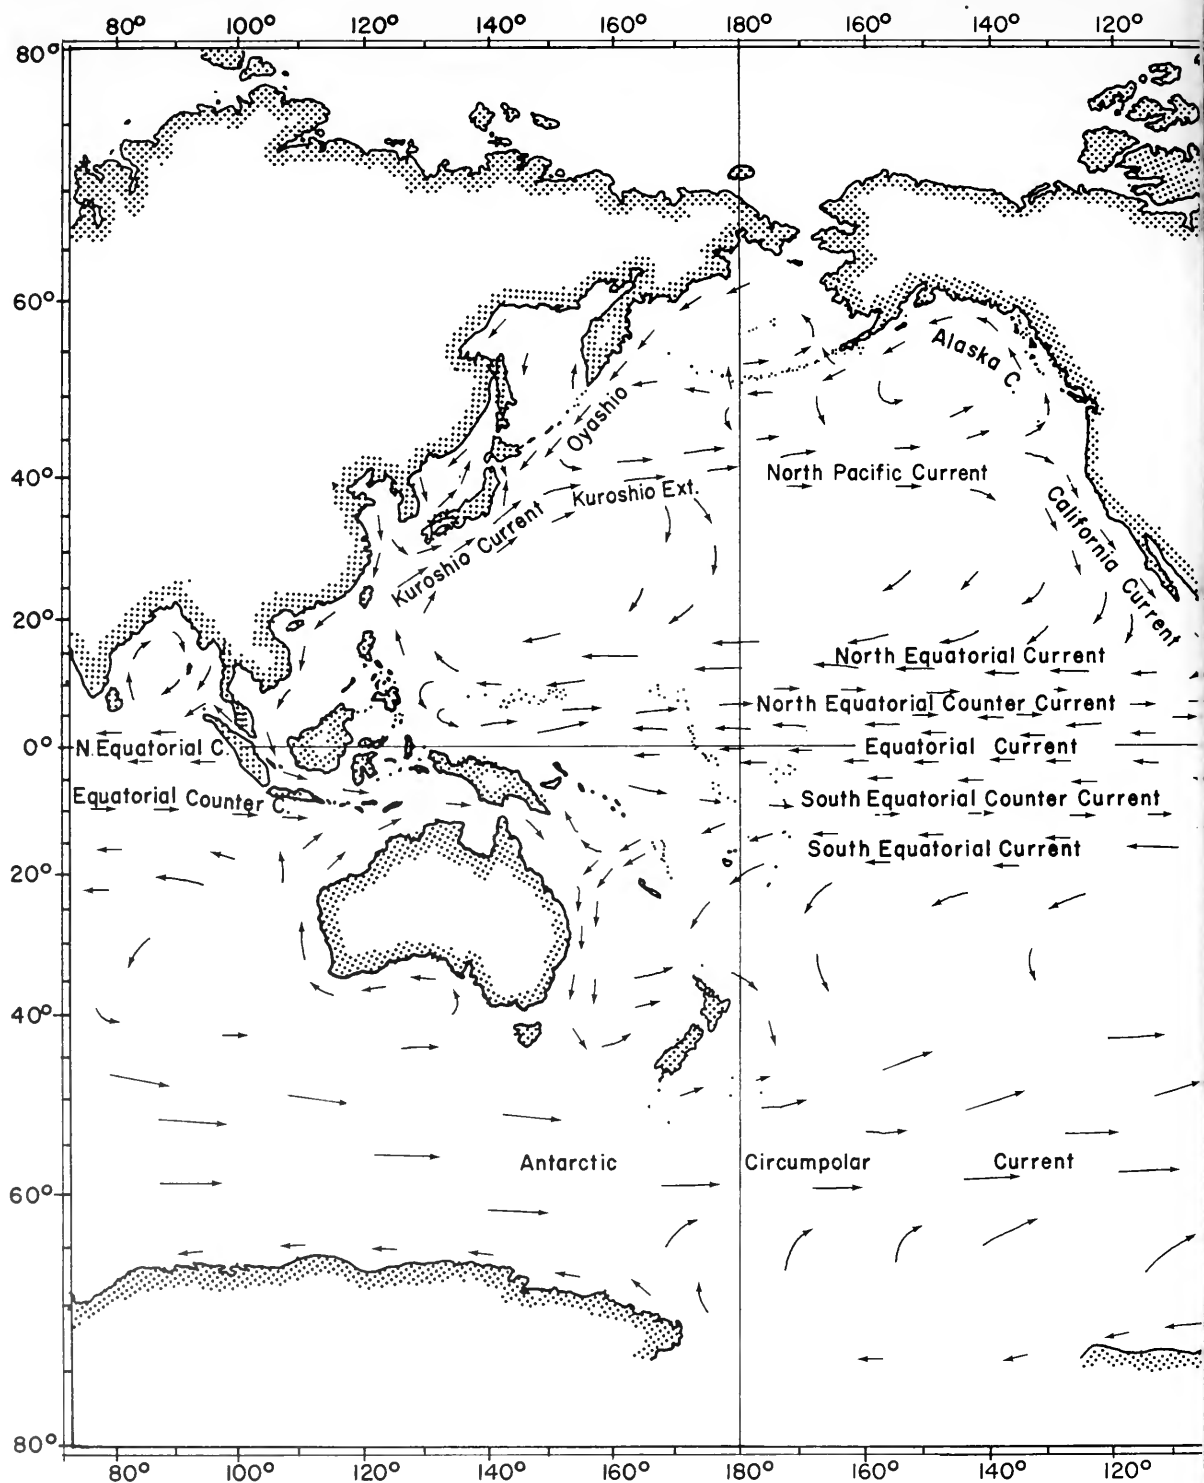 80° 100° 120° 140° 160° 180° 160° 140° 120°
80°
60°
Alaska C.
Oyashio
40°
North Pacific Current
Kuroshio Ext.
California Current
Kuroshio Current
20°
North Equatorial Current
North Equatorial Counter Current
0°
N. Equatorial C.
Equatorial Current
Equatorial Counter C.
South Equatorial Counter Current
South Equatorial Current
20°
40°
Antarctic Circumpolar Current
60°
80°
80° 100° 120° 140° 160° 180° 160° 140° 120°